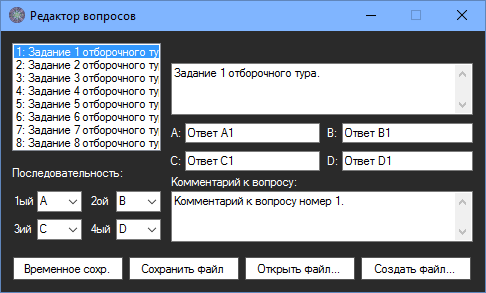 Редактор вопросов
1: Задание 1 отборочного ту
2: Задание 2 отборочного ту
3: Задание 3 отборочного ту
4: Задание 4 отборочного ту
5: Задание 5 отборочного ту
6: Задание 6 отборочного ту
7: Задание 7 отборочного ту
8: Задание 8 отборочного ту
Задание 1 отборочного тура.
A: Ответ A1
B: Ответ B1
C: Ответ C1
D: Ответ D1
Последовательность:
1ый A 2ой B
3ий C 4ый D
Комментарий к вопросу:
Комментарий к вопросу номер 1.
Временное сохр. Сохранить файл Открыть файл... Создать файл...